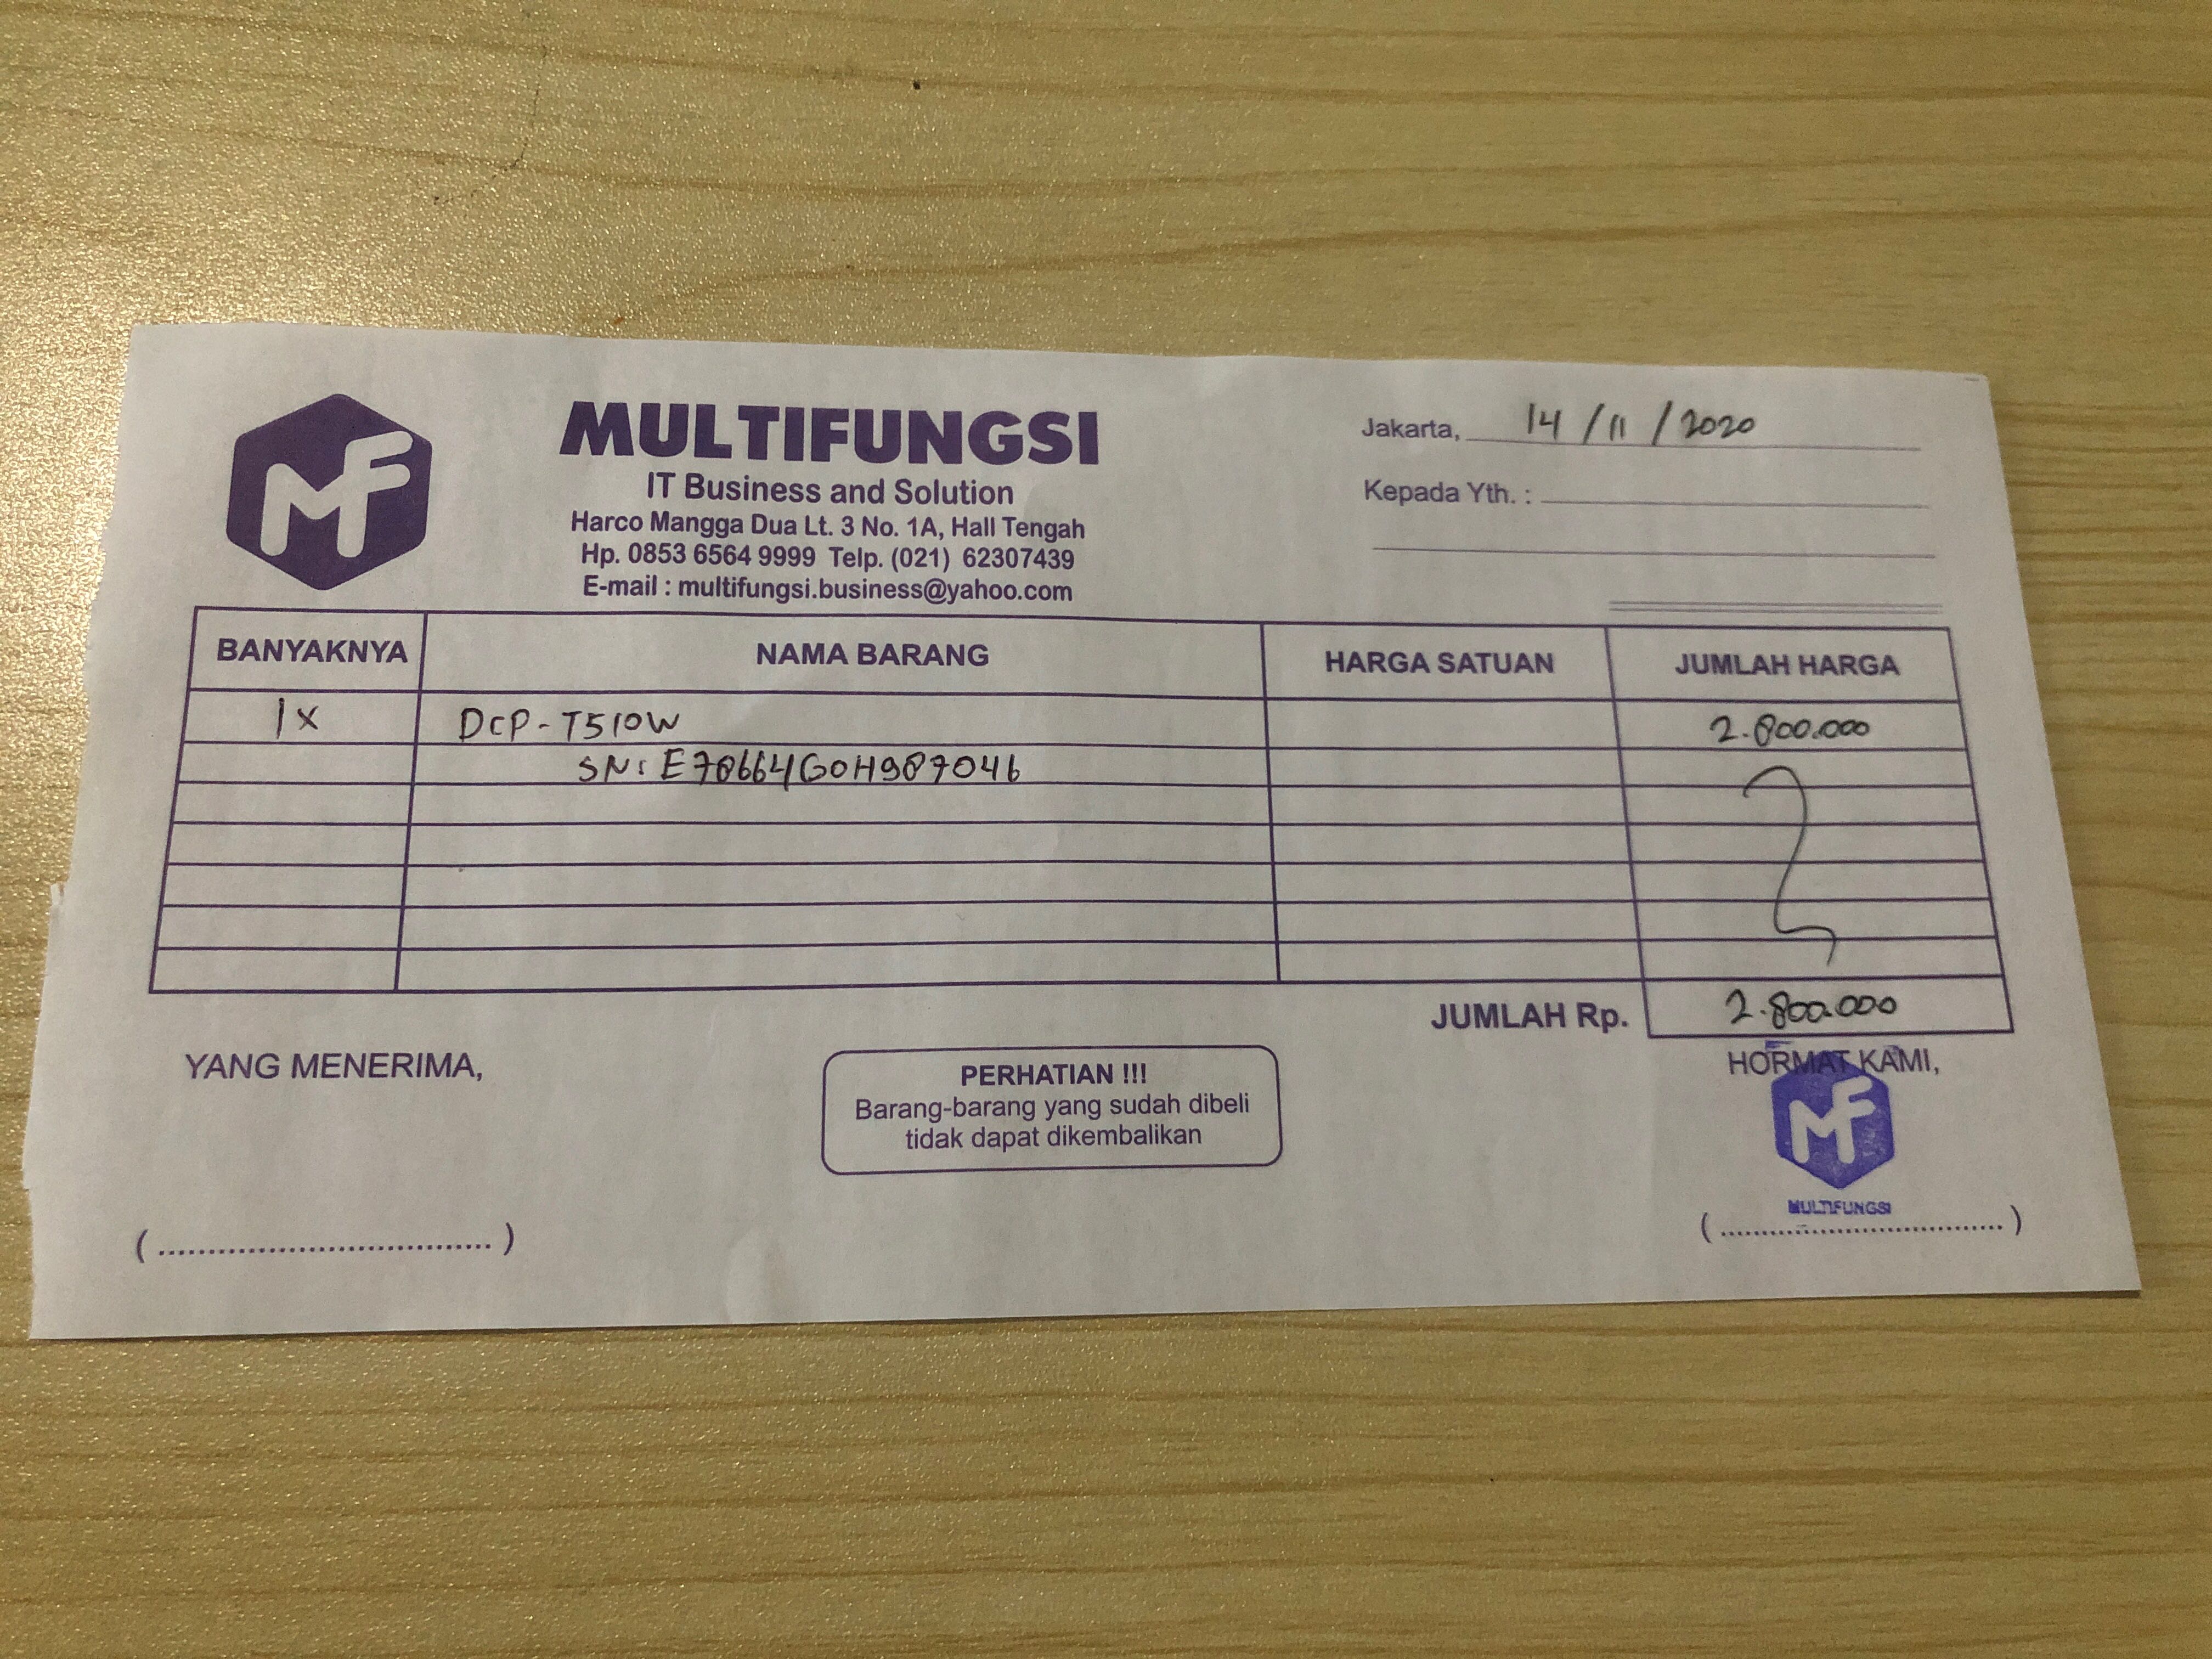 MF
MULTIFUNGSI
IT Business and Solution
Harco Mangga Dua Lt. 3 No. 1A, Hall Tengah
Hp. 0853 6564 9999 Telp. (021) 62307439
E-mail : multifungsi.business@yahoo.com
Jakarta, 14/11/2020
Kepada Yth. :
BANYAKNYA NAMA BARANG HARGA SATUAN JUMLAH HARGA
1x DCP-T510W 2.800.000
SN: E78664G0H987046
JUMLAH Rp. 2.800.000
YANG MENERIMA,
PERHATIAN !!!
Barang-barang yang sudah dibeli
tidak dapat dikembalikan
HORMAT KAMI,
MF
MULTIFUNGSI
(....................................) (....................................)